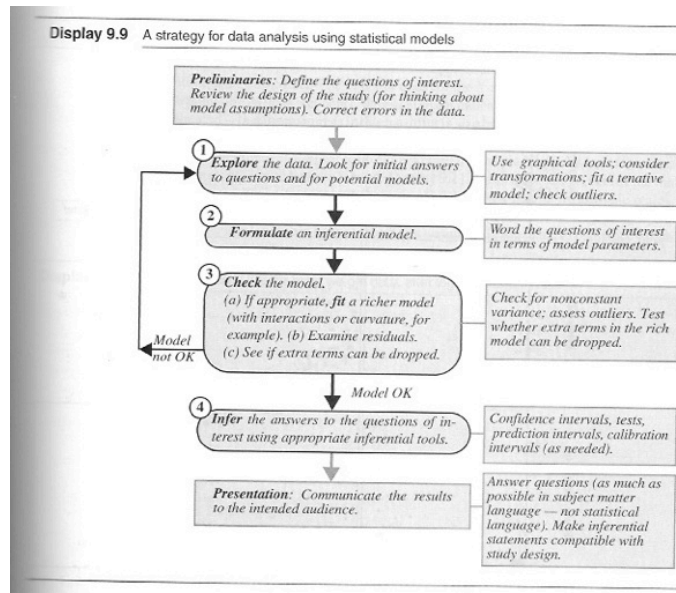 Display 9.9 A strategy for data analysis using statistical models
Preliminaries: Define the questions of interest.
Review the design of the study (for thinking about
model assumptions). Correct errors in the data.
1
Explore the data. Look for initial answers
to questions and for potential models.
Use graphical tools; consider
transformations; fit a tenative
model; check outliers.
2
Formulate an inferential model.
Word the questions of interest
in terms of model parameters.
3
Check the model.
(a) If appropriate, fit a richer model
(with interactions or curvature, for
example). (b) Examine residuals.
(c) See if extra terms can be dropped.
Check for nonconstant
variance; assess outliers. Test
whether extra terms in the rich
model can be dropped.
Model
not OK
Model OK
4
Infer the answers to the questions of in-
terest using appropriate inferential tools.
Confidence intervals, tests,
prediction intervals, calibration
intervals (as needed).
Presentation: Communicate the results
to the intended audience.
Answer questions (as much as
possible in subject matter
language — not statistical
language). Make inferential
statements compatible with
study design.